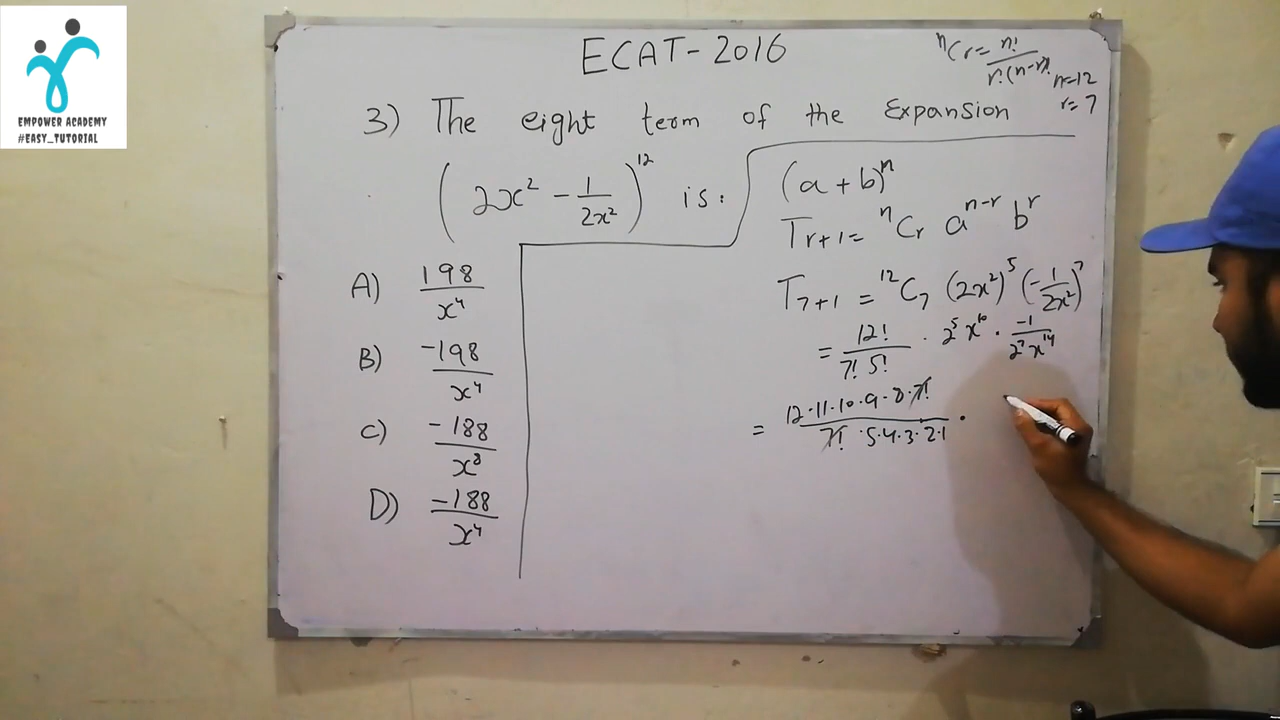 EMPOWER ACADEMY
#EASY_TUTORIAL
ECAT-2016
ⁿCr = n! / r!(n-r)!
n=12
r=7
3) The eight term of the Expansion
(2x² - 1/2x²)¹² is:
A) 198/x⁴
B) -198/x⁴
C) -188/x⁸
D) -188/x⁴
(a+b)ⁿ
Tr+1 = ⁿCr aⁿ⁻ʳ bʳ
T₇₊₁ = ¹²C₇ (2x²)⁵ (-1/2x²)⁷
= 12!/7! 5! · 2⁵ x¹⁰ · -1/2⁷x¹⁴
= 12·11·10·9·8·7! / 7!·5·4·3·2·1 ·